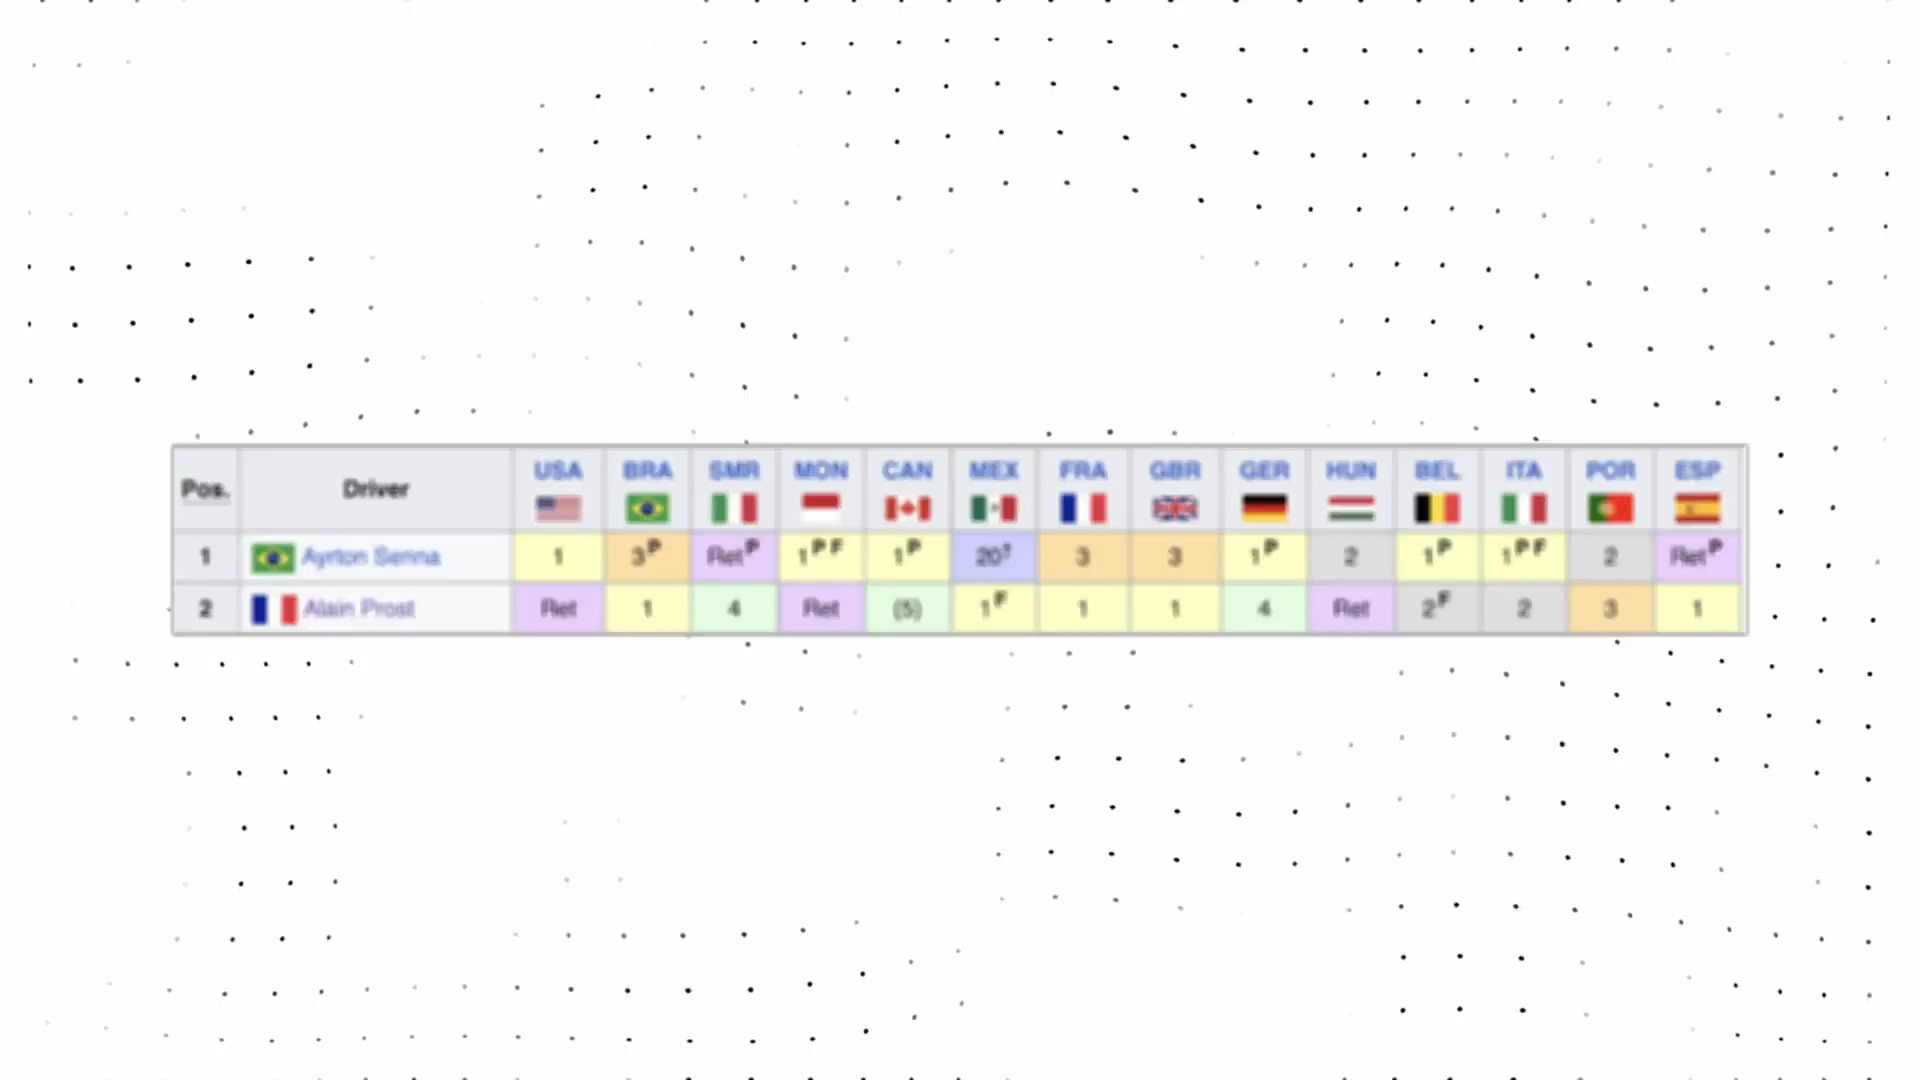 Pos. Driver USA BRA SMR MON CAN MEX FRA GBR GER HUN BEL ITA POR ESP
1 Ayrton Senna 1 3P RetP 1P F 1P 20† 3 3 1P 2 1P 1P F 2 RetP
2 Alain Prost Ret 1 4 Ret (5) 1F 1 1 4 Ret 2F 2 3 1